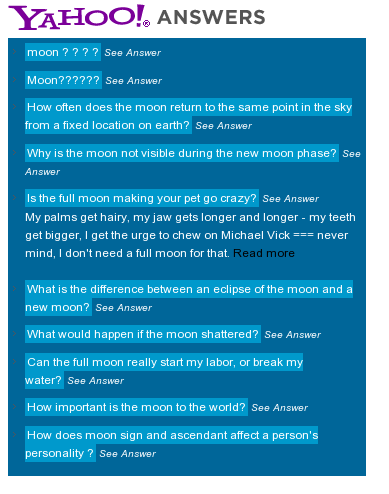 YAHOO!® ANSWERS
moon ? ? ? ? See Answer
Moon?????? See Answer
How often does the moon return to the same point in the sky
from a fixed location on earth? See Answer
Why is the moon not visible during the new moon phase? See
Answer
Is the full moon making your pet go crazy? See Answer
My palms get hairy, my jaw gets longer and longer - my teeth
get bigger, I get the urge to chew on Michael Vick === never
mind, I don't need a full moon for that. Read more
What is the difference between an eclipse of the moon and a
new moon? See Answer
What would happen if the moon shattered? See Answer
Can the full moon really start my labor, or break my
water? See Answer
How important is the moon to the world? See Answer
How does moon sign and ascendant affect a person's
personality ? See Answer